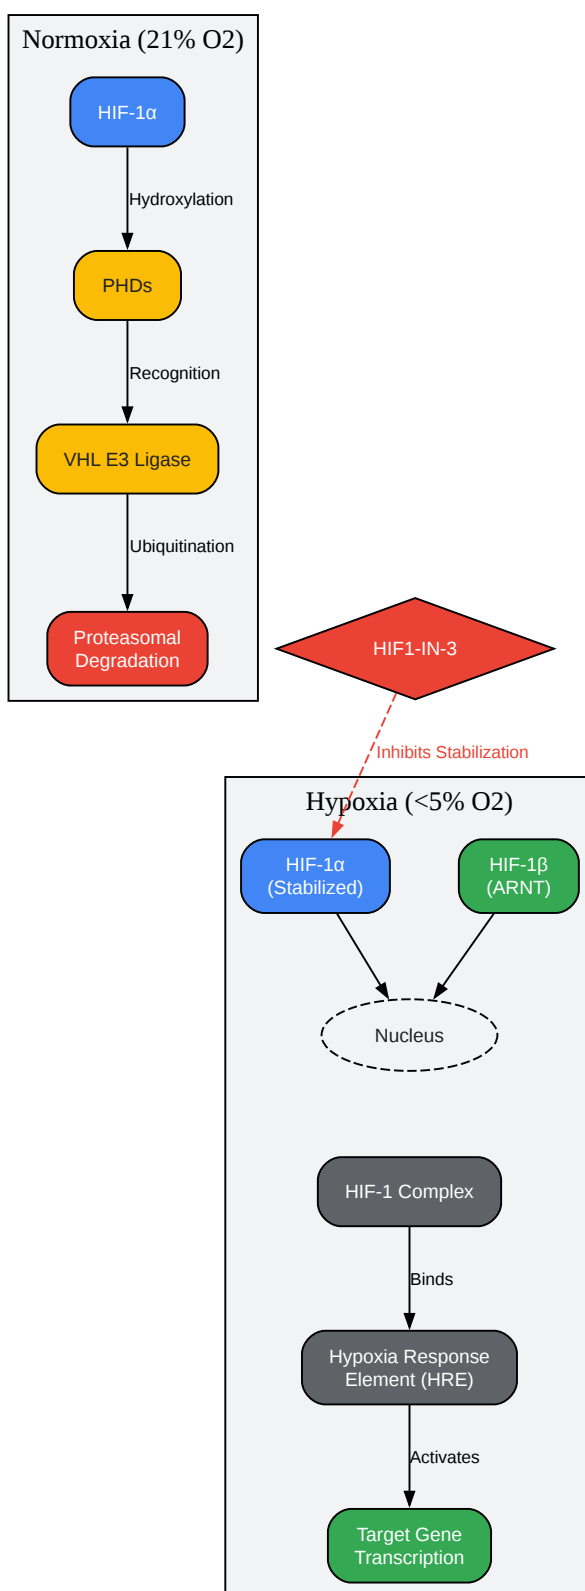 Normoxia (21% O2)
HIF-1α
Hydroxylation
PHDs
Recognition
VHL E3 Ligase
Ubiquitination
Proteasomal
Degradation
HIF1-IN-3
Inhibits Stabilization
Hypoxia (<5% O2)
HIF-1α
(Stabilized)
HIF-1β
(ARNT)
Nucleus
HIF-1 Complex
Binds
Hypoxia Response
Element (HRE)
Activates
Target Gene
Transcription